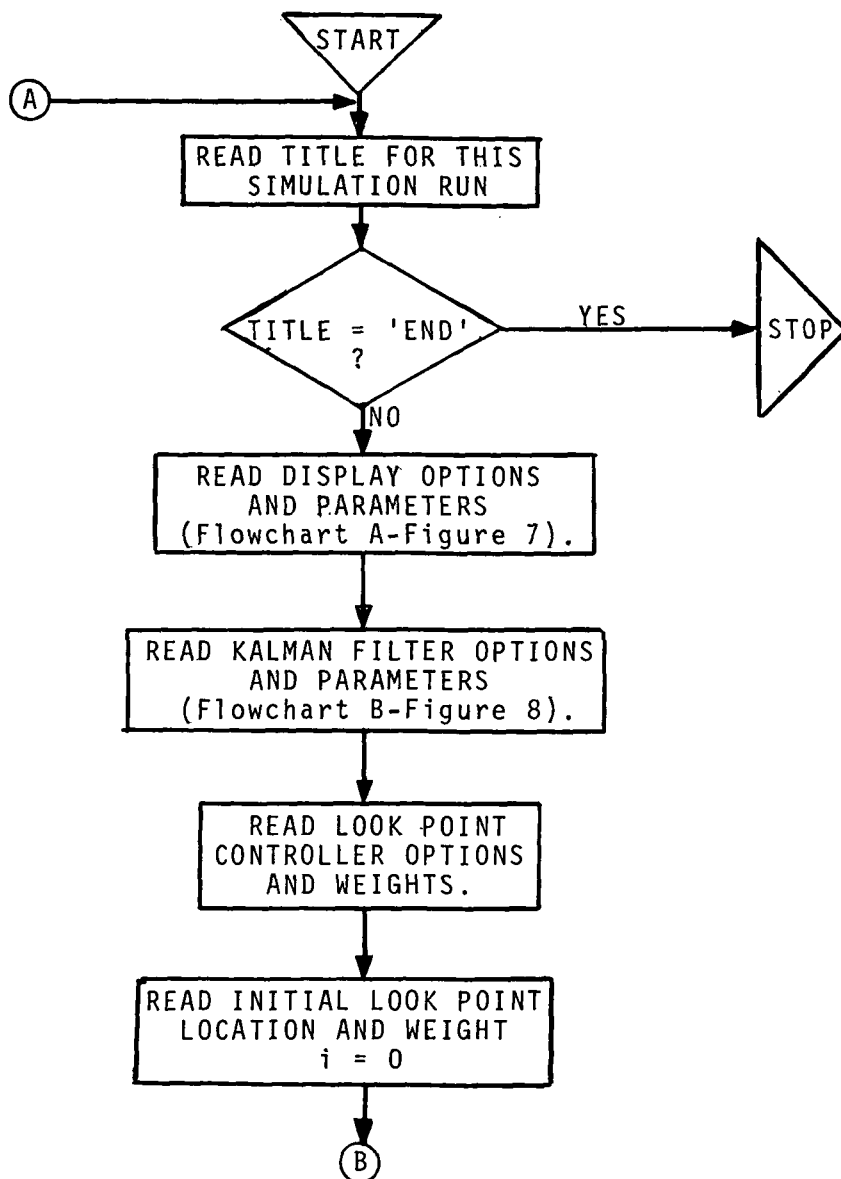 START
A
READ TITLE FOR THIS
SIMULATION RUN
TITLE = 'END'
?
YES
STOP
NO
READ DISPLAY OPTIONS
AND PARAMETERS
(Flowchart A-Figure 7).
READ KALMAN FILTER OPTIONS
AND PARAMETERS
(Flowchart B-Figure 8).
READ LOOK POINT
CONTROLLER OPTIONS
AND WEIGHTS.
READ INITIAL LOOK POINT
LOCATION AND WEIGHT
i = 0
B